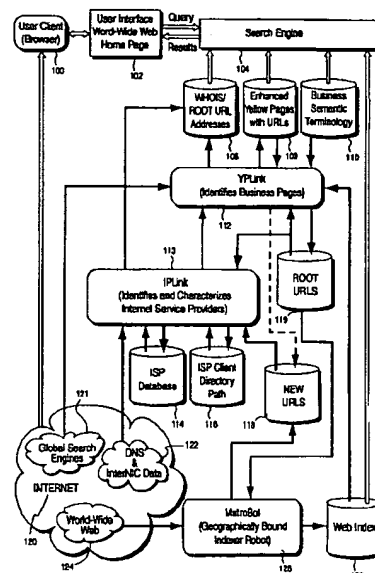 User Client
(Browser)
100
User Interface
Word-Wide Web
Home Page
102
Query
Results
Search Engine
104
WHOIS/
ROOT URL
Addresses
108
Enhanced
Yellow Pages
with URLs
109
Business
Semantic
Terminology
110
YPLink
(Identifies Business Pages)
112
113
IPLink
(Identifies and Characterizes
Internet Service Providers)
ROOT
URLS
119
ISP
Database
114
ISP Client
Directory
Path
116
NEW
URLS
118
121
Global Search
Engines
122
DNS
&
InterNIC Data
INTERNET
120
World-Wide
Web
124
MetroBot
(Geographically Bound
Indexer Robot)
125
Web Index